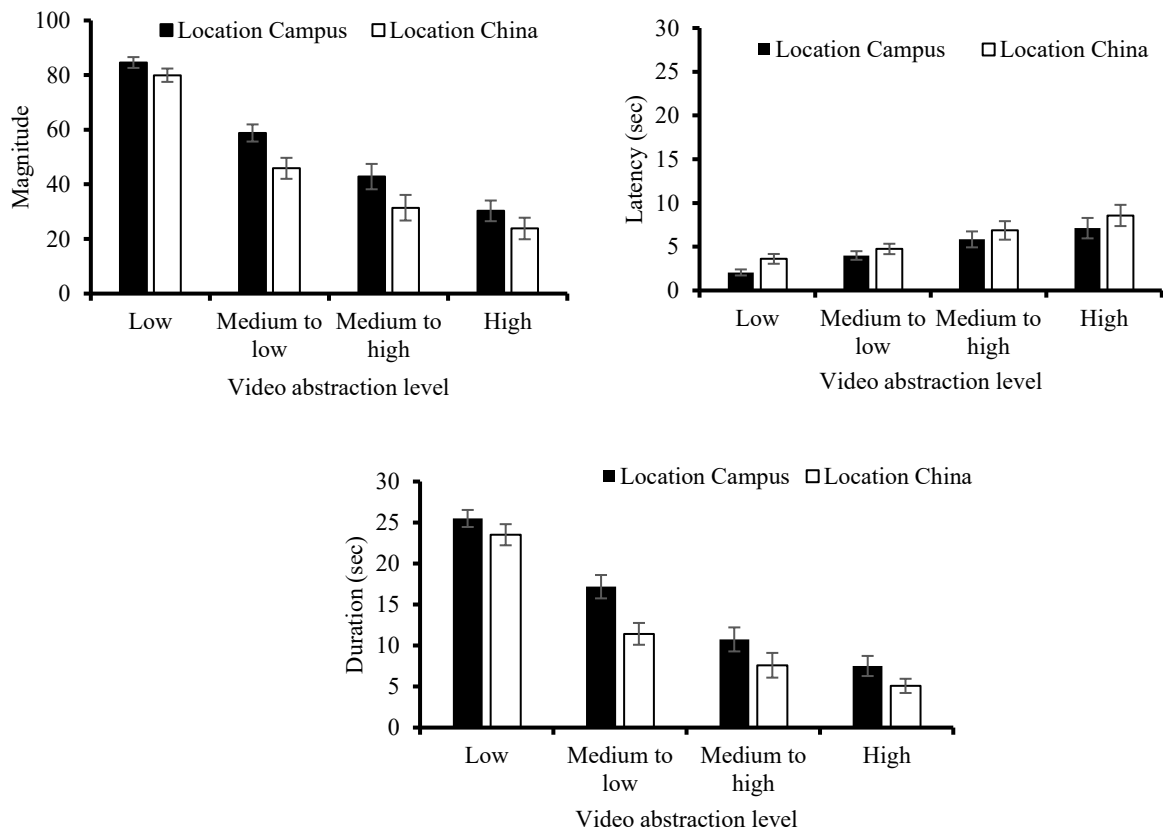 100
80
60
40
20
0
Magnitude
Location Campus Location China
Low Medium to low Medium to high High
Video abstraction level
30
25
20
15
10
5
0
Latency (sec)
Location Campus Location China
Low Medium to low Medium to high High
Video abstraction level
30
25
20
15
10
5
0
Duration (sec)
Location Campus Location China
Low Medium to low Medium to high High
Video abstraction level